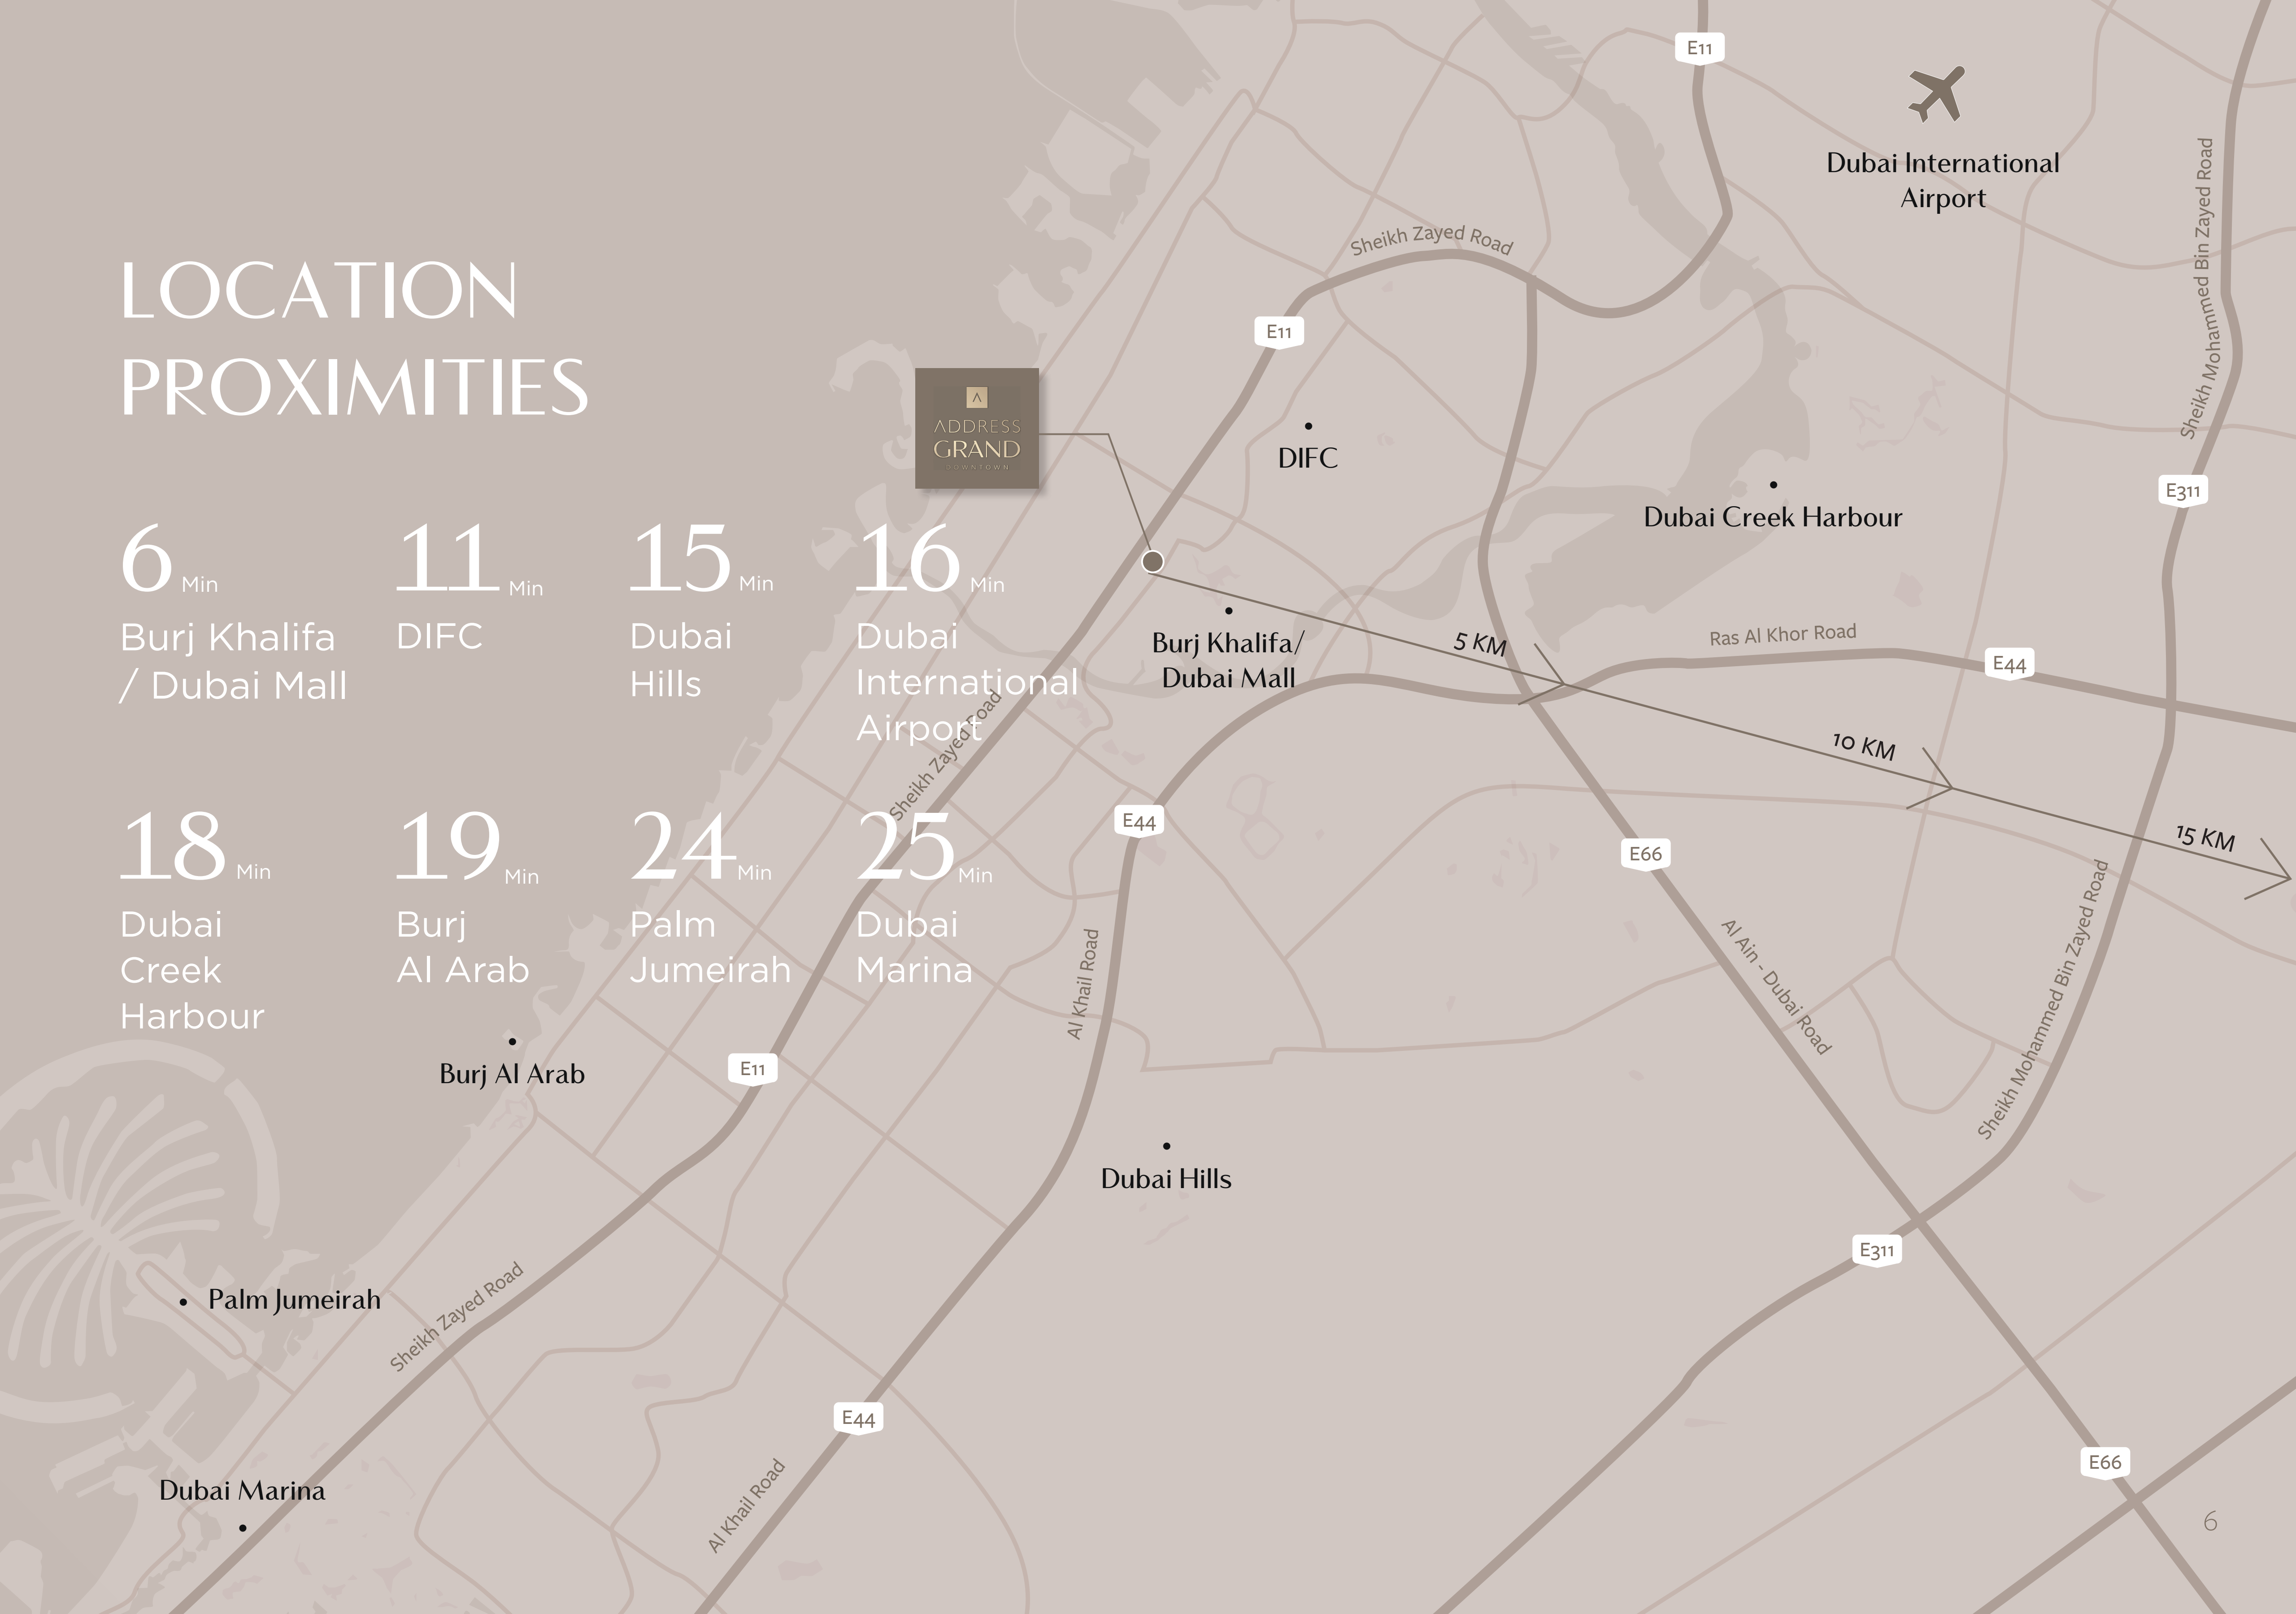 LOCATION
PROXIMITIES
6 Min
Burj Khalifa
/ Dubai Mall
11 Min
DIFC
15 Min
Dubai
Hills
16 Min
Dubai
International
Airport
18 Min
Dubai
Creek
Harbour
19 Min
Burj
Al Arab
24 Min
Palm
Jumeirah
25 Min
Dubai
Marina
E11
Dubai International
Airport
Sheikh Mohammed Bin Zayed Road
Sheikh Zayed Road
E11
ADDRESS
GRAND
DOWNTOWN
DIFC
Dubai Creek Harbour
E311
Burj Khalifa/
Dubai Mall
5 KM
Ras Al Khor Road
E44
10 KM
15 KM
Sheikh Zayed Road
E44
E66
Al Khail Road
Al Ain - Dubai Road
Sheikh Mohammed Bin Zayed Road
Burj Al Arab
E11
Dubai Hills
E311
Palm Jumeirah
Sheikh Zayed Road
E44
E66
Dubai Marina
Al Khail Road
6